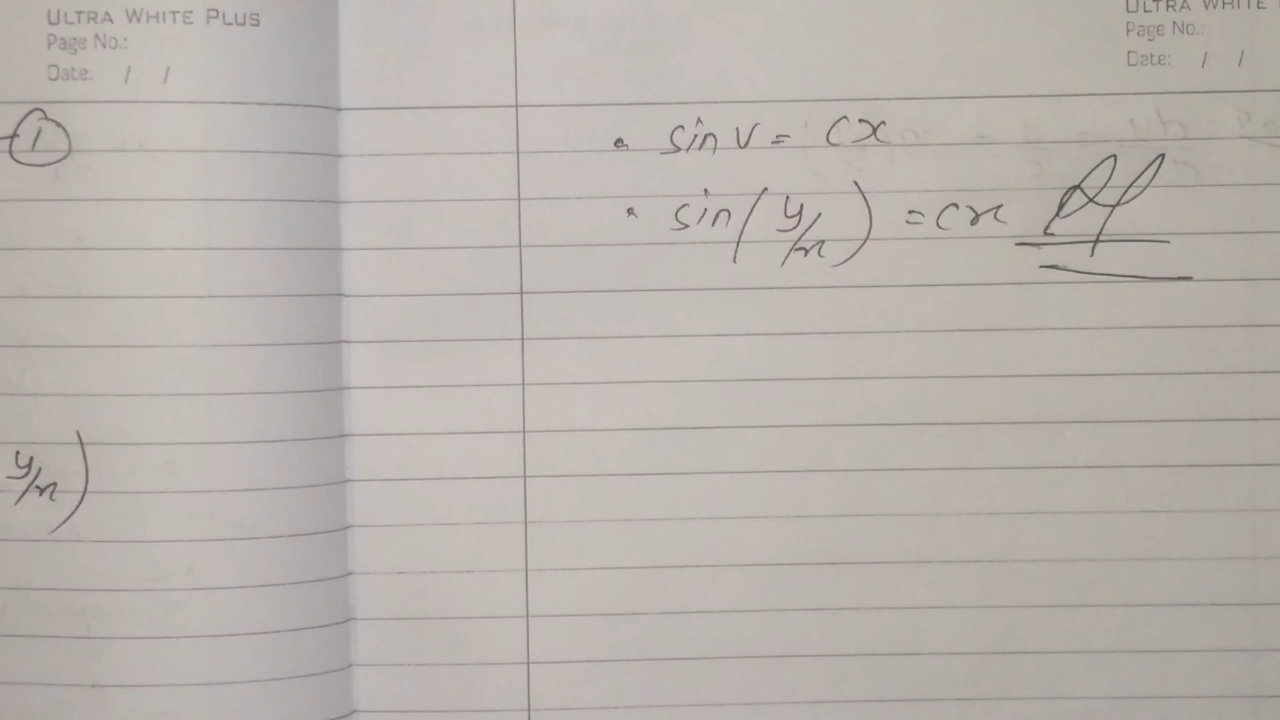 ULTRA WHITE PLUS
Page No.:
Date: / /
ULTRA WHITE
Page No.:
Date: / /
①
y/x)
sin v = cx
sin(y/x) = cx